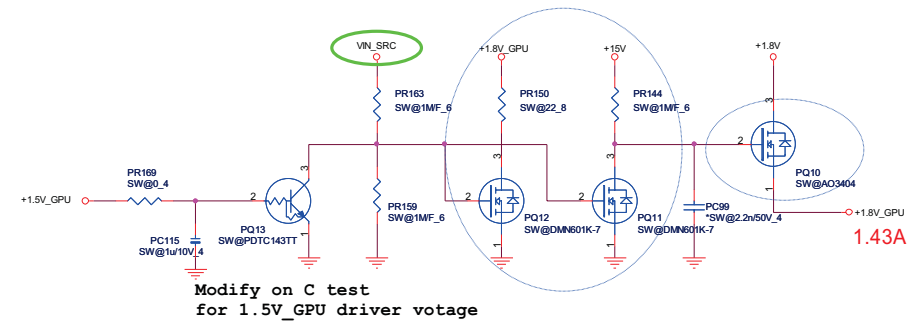 VIN_SRC
+1.8V_GPU
+15V
+1.8V
PR163
SW@1M/F_6
PR150
SW@22_8
PR144
SW@1M/F_6
3
2
1
PQ10
SW@AO3404
+1.8V_GPU
1.43A
+1.5V_GPU
PR169
SW@0_4
PC115
SW@1u/10V_4
2
3
1
PQ13
SW@PDTC143TT
PR159
SW@1M/F_6
2
3
1
PQ12
SW@DMN601K-7
2
3
1
PQ11
SW@DMN601K-7
PC99
*SW@2.2n/50V_4
Modify on C test
for 1.5V_GPU driver votage